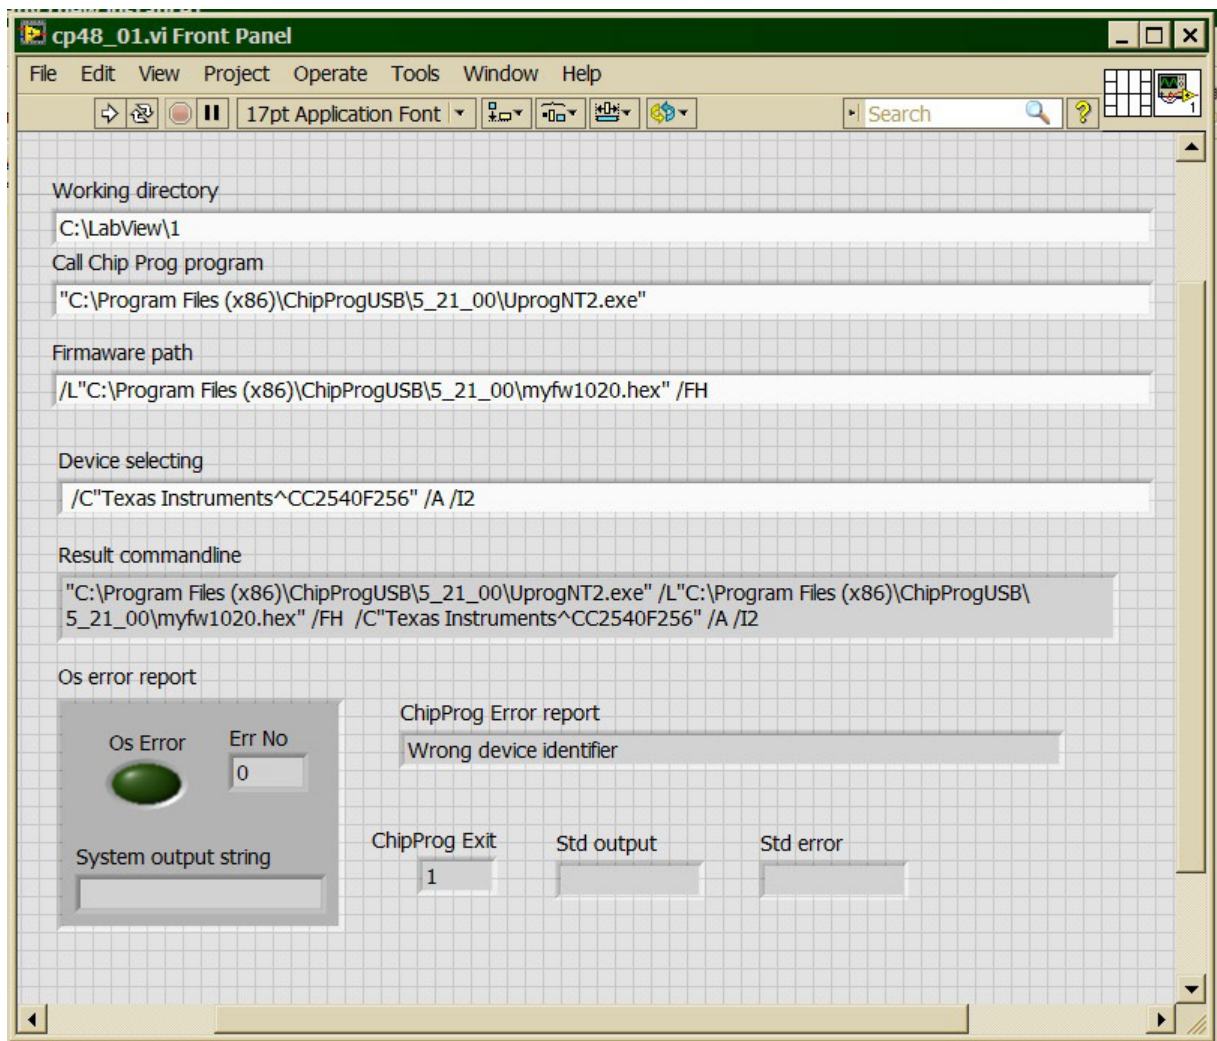 cp48_01.vi Front Panel
File Edit View Project Operate Tools Window Help
17pt Application Font
Search
1
Working directory
C:\LabView\1
Call Chip Prog program
"C:\Program Files (x86)\ChipProgUSB\5_21_00\UprogNT2.exe"
Firmaware path
/L"C:\Program Files (x86)\ChipProgUSB\5_21_00\myfw1020.hex" /FH
Device selecting
/C"Texas Instruments^CC2540F256" /A /I2
Result commandline
"C:\Program Files (x86)\ChipProgUSB\5_21_00\UprogNT2.exe" /L"C:\Program Files (x86)\ChipProgUSB\
5_21_00\myfw1020.hex" /FH  /C"Texas Instruments^CC2540F256" /A /I2
Os error report
ChipProg Error report
Os Error Err No
Wrong device identifier
0
ChipProg Exit Std output Std error
System output string
1